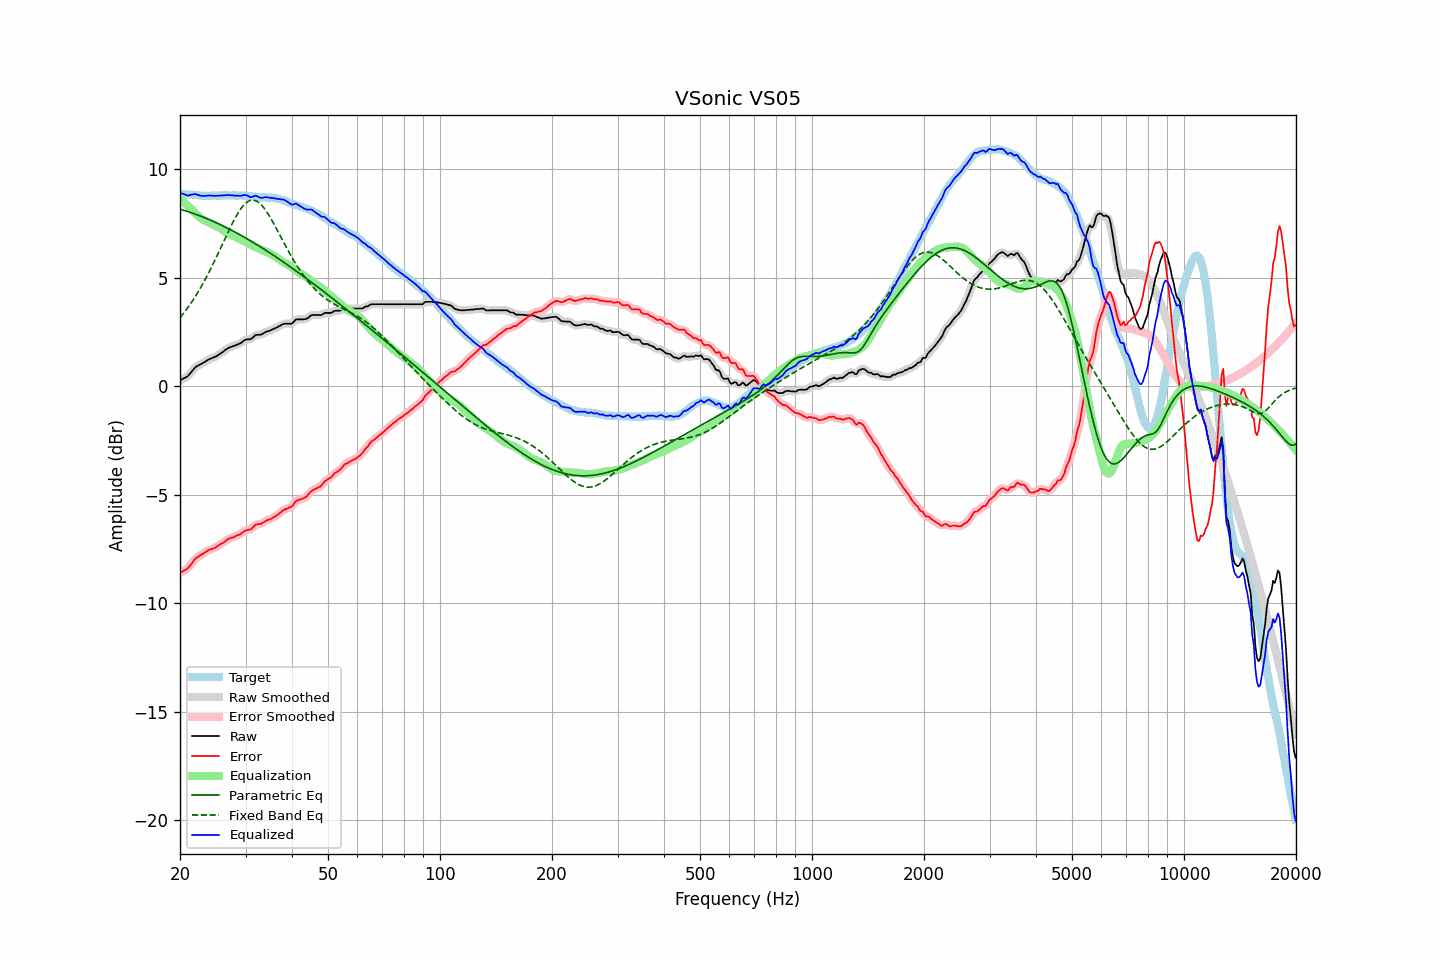 VSonic VS05
Amplitude (dBr)
10
5
0
−5
−10
−15
−20
Target
Raw Smoothed
Error Smoothed
Raw
Error
Equalization
Parametric Eq
Fixed Band Eq
Equalized
20 50 100 200 500 1000 2000 5000 10000 20000
Frequency (Hz)